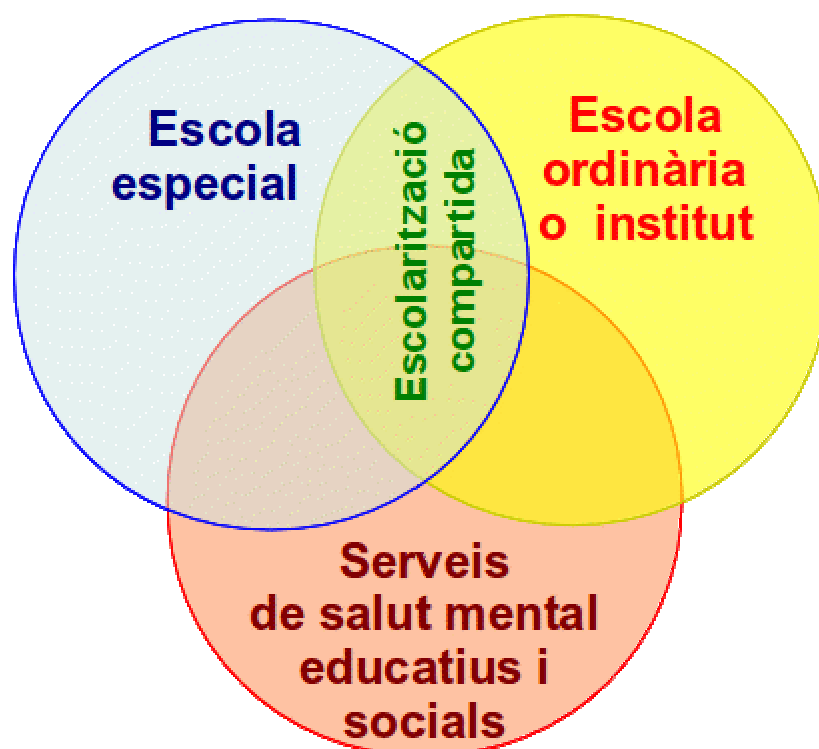 Escola
especial
Escolarització
compartida
Escola
ordinària
o institut
Serveis
de salut mental
educatius i
socials